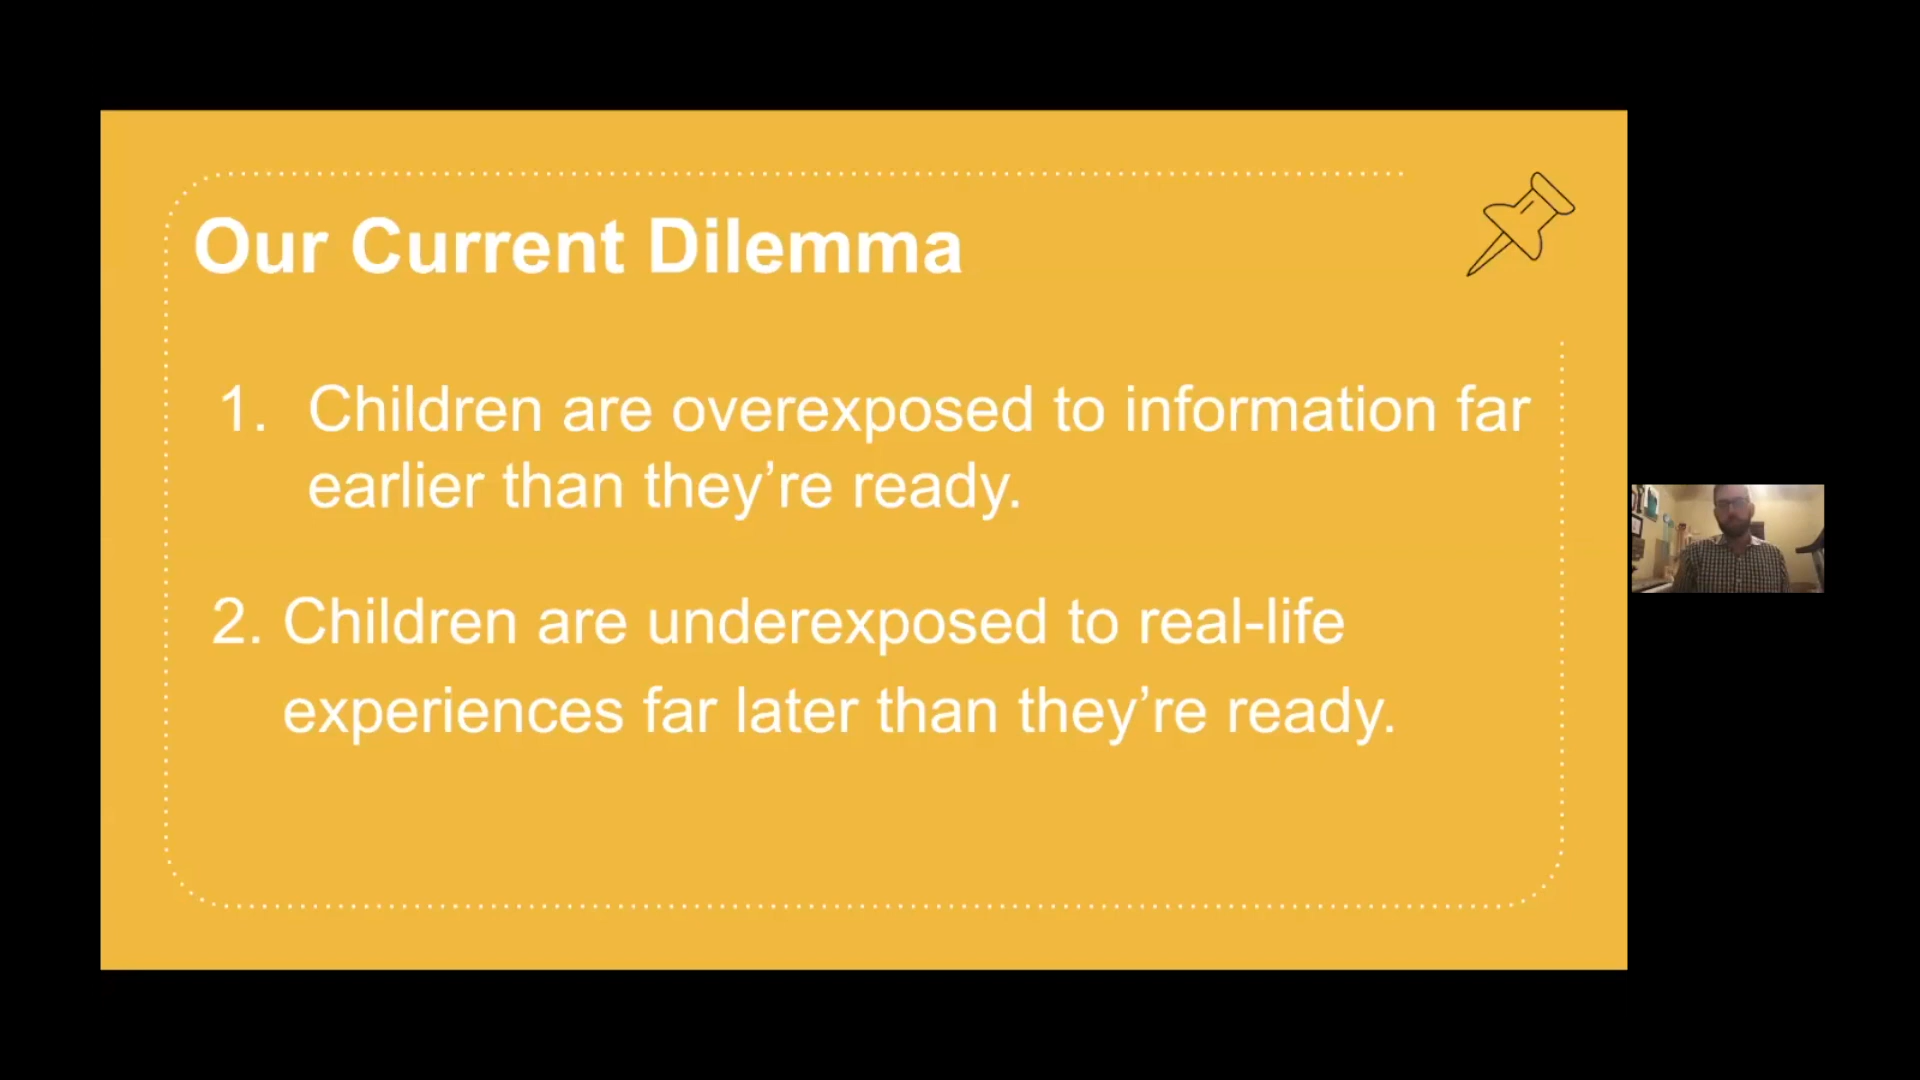 Our Current Dilemma
1. Children are overexposed to information far
earlier than they’re ready.
2. Children are underexposed to real-life
experiences far later than they’re ready.